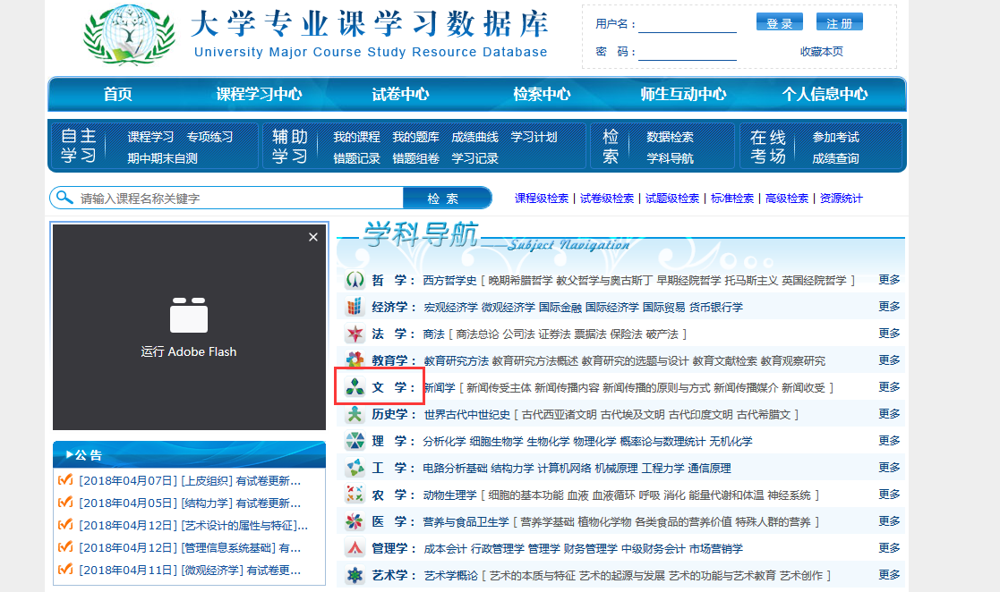 大学专业课学习数据库
University Major Course Study Resource Database
用户名：
登 录
注 册
密 码：
收藏本页
首页 课程学习中心 试卷中心 检索中心 师生互动中心 个人信息中心
自主学习
课程学习 专项练习
期中期末自测
辅助学习
我的课程 我的题库 成绩曲线 学习计划
错题记录 错题组卷 学习记录
检索
数据检索
学科导航
在线考场
参加考试
成绩查询
请输入课程名称关键字
检 索
课程级检索 | 试卷级检索 | 试题级检索 | 标准检索 | 高级检索 | 资源统计
运行 Adobe Flash
公 告
[2018年04月07日] [上皮组织] 有试卷更新...
[2018年04月05日] [结构力学] 有试卷更新...
[2018年04月12日] [艺术设计的属性与特征]...
[2018年04月12日] [管理信息系统基础] 有...
[2018年04月11日] [微观经济学] 有试卷更...
学科导航 Subject Navigation
哲 学： 西方哲学史 [ 晚期希腊哲学 教父哲学与奥古斯丁 早期经院哲学 托马斯主义 英国经院哲学 ] 更多
经济学： 宏观经济学 微观经济学 国际金融 国际经济学 国际贸易 货币银行学 更多
法 学： 商法 [ 商法总论 公司法 证券法 票据法 保险法 破产法 ] 更多
教育学： 教育研究方法 教育研究方法概述 教育研究的选题与设计 教育文献检索 教育观察研究 更多
文 学： 新闻学 [ 新闻传受主体 新闻传播内容 新闻传播的原则与方式 新闻传播媒介 新闻收受 ] 更多
历史学： 世界古代中世纪史 [ 古代西亚诸文明 古代埃及文明 古代印度文明 古代希腊文 ] 更多
理 学： 分析化学 细胞生物学 生物化学 物理化学 概率论与数理统计 无机化学 更多
工 学： 电路分析基础 结构力学 计算机网络 机械原理 工程力学 通信原理 更多
农 学： 动物生理学 [ 细胞的基本功能 血液 血液循环 呼吸 消化 能量代谢和体温 神经系统 ] 更多
医 学： 营养与食品卫生学 [ 营养学基础 植物化学物 各类食品的营养价值 特殊人群的营养 ] 更多
管理学： 成本会计 行政管理学 管理学 财务管理学 中级财务会计 市场营销学 更多
艺术学： 艺术学概论 [ 艺术的本质与特征 艺术的起源与发展 艺术的功能与艺术教育 艺术创作 ] 更多